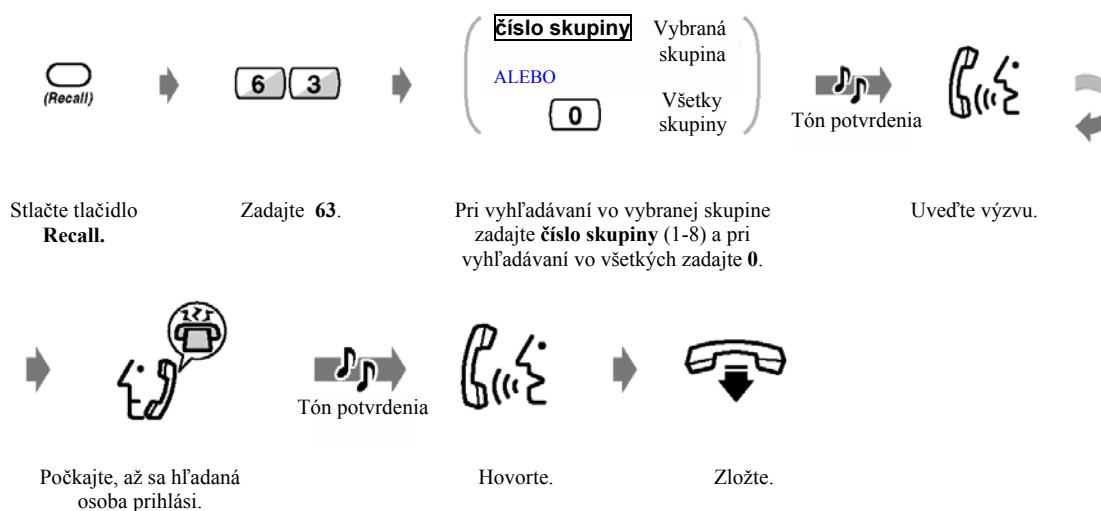 (Recall)
6 3
číslo skupiny Vybraná
skupina
ALEBO
0
Všetky
skupiny
Tón potvrdenia
Stlačte tlačidlo
Recall.
Zadajte 63.
Pri vyhľadávaní vo vybranej skupine
zadajte číslo skupiny (1-8) a pri
vyhľadávaní vo všetkých zadajte 0.
Uveďte výzvu.
Tón potvrdenia
Počkajte, až sa hľadaná
osoba prihlási.
Hovorte.
Zložte.